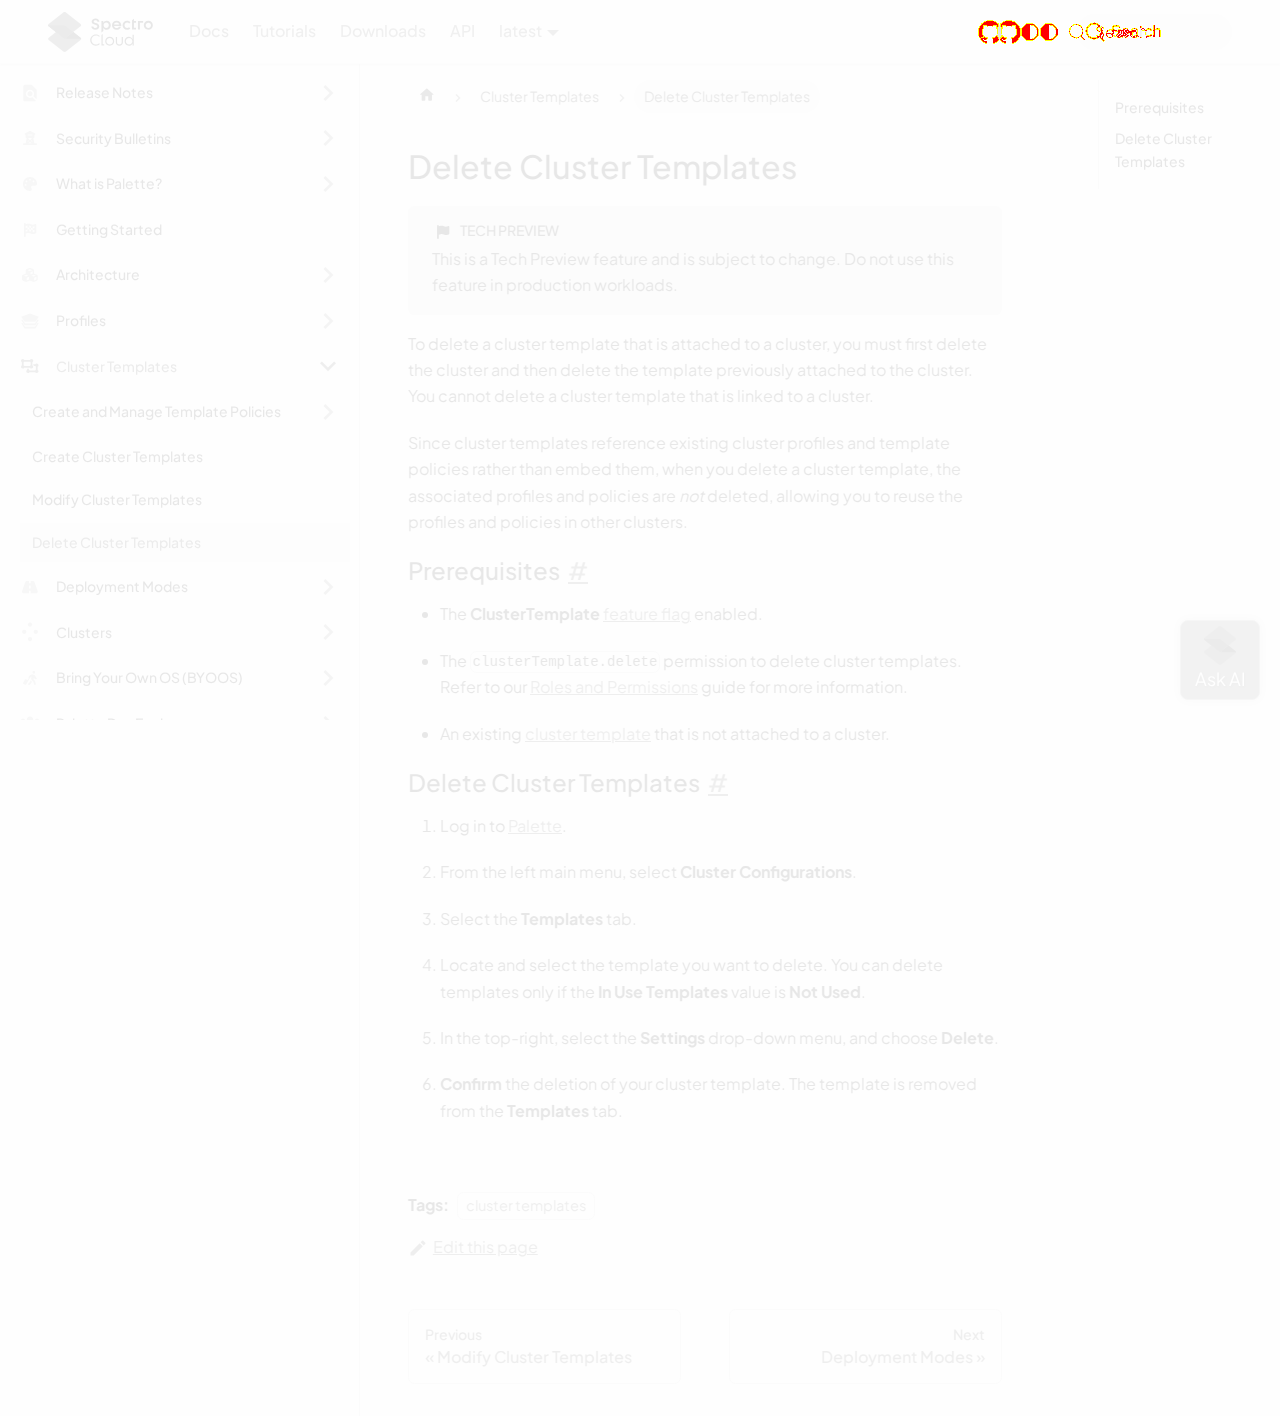 Spectro
Cloud
Docs
Tutorials
Downloads
API
latest
Search
Release Notes
Security Bulletins
What is Palette?
Getting Started
Architecture
Profiles
Cluster Templates
Create and Manage Template Policies
Create Cluster Templates
Modify Cluster Templates
Delete Cluster Templates
Deployment Modes
Clusters
Bring Your Own OS (BYOOS)
Cluster Templates
Delete Cluster Templates
Delete Cluster Templates
TECH PREVIEW
This is a Tech Preview feature and is subject to change. Do not use this
feature in production workloads.
To delete a cluster template that is attached to a cluster, you must first delete
the cluster and then delete the template previously attached to the cluster.
You cannot delete a cluster template that is linked to a cluster.
Since cluster templates reference existing cluster profiles and template
policies rather than embed them, when you delete a cluster template, the
associated profiles and policies are not deleted, allowing you to reuse the
profiles and policies in other clusters.
Prerequisites #
The ClusterTemplate feature flag enabled.
The clusterTemplate.delete permission to delete cluster templates.
Refer to our Roles and Permissions guide for more information.
An existing cluster template that is not attached to a cluster.
Delete Cluster Templates #
1. Log in to Palette.
2. From the left main menu, select Cluster Configurations.
3. Select the Templates tab.
4. Locate and select the template you want to delete. You can delete
templates only if the In Use Templates value is Not Used.
5. In the top-right, select the Settings drop-down menu, and choose Delete.
6. Confirm the deletion of your cluster template. The template is removed
from the Templates tab.
Tags: cluster templates
Edit this page
Previous
« Modify Cluster Templates
Next
Deployment Modes »
Prerequisites
Delete Cluster
Templates
Ask AI